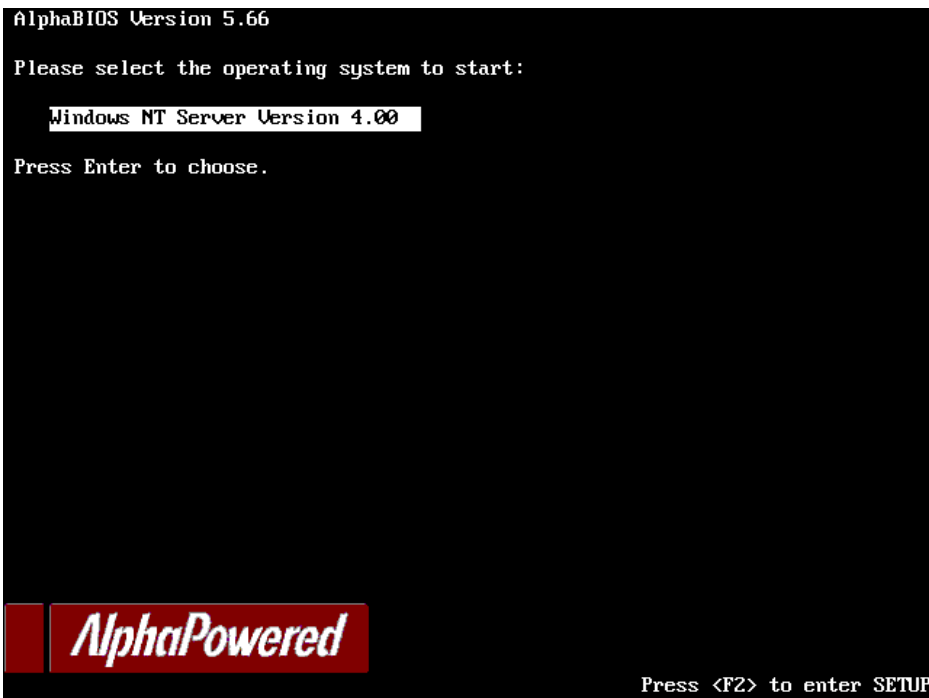 AlphaBIOS Version 5.66
Please select the operating system to start:
Windows NT Server Version 4.00
Press Enter to choose.
AlphaPowered
Press <F2> to enter SETUP